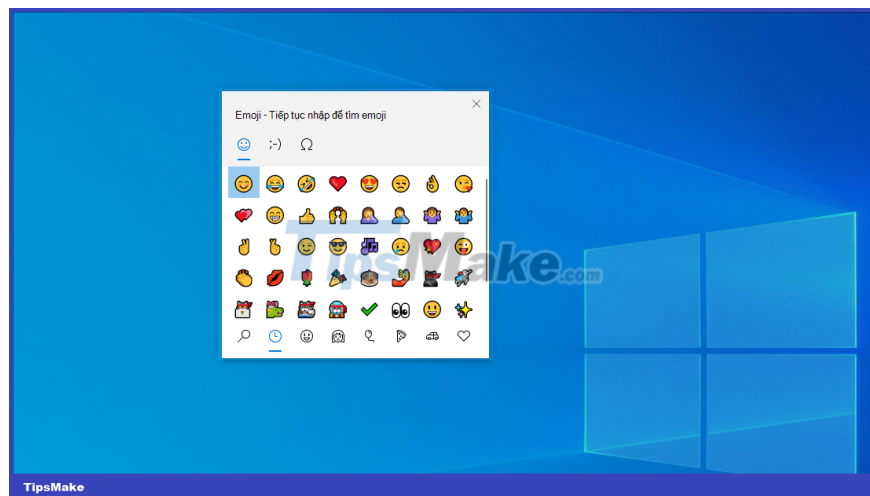 Emoji - Tiếp tục nhập để tìm emoji
;-)
Ω
TipsMake.com
TipsMake